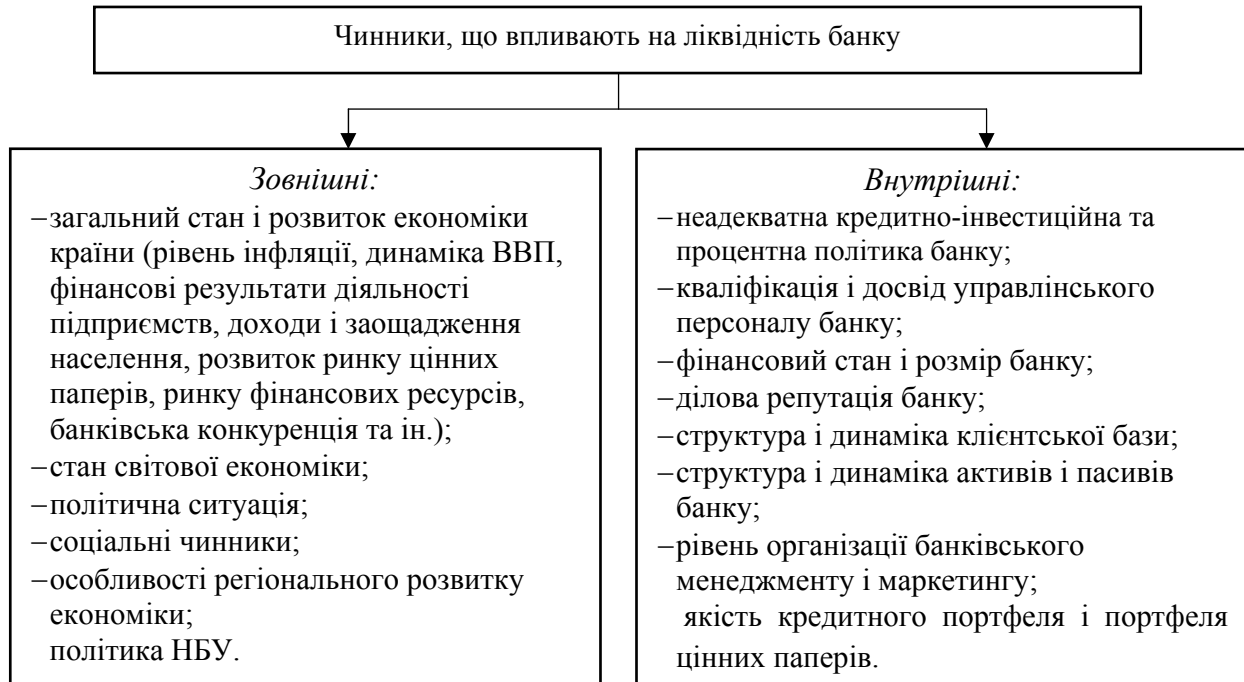 Чинники, що впливають на ліквідність банку
Зовнішні:
−загальний стан і розвиток економіки
країни (рівень інфляції, динаміка ВВП,
фінансові результати діяльності
підприємств, доходи і заощадження
населення, розвиток ринку цінних
паперів, ринку фінансових ресурсів,
банківська конкуренція та ін.);
−стан світової економіки;
−політична ситуація;
−соціальні чинники;
−особливості регіонального розвитку
економіки;
політика НБУ.
Внутрішні:
−неадекватна кредитно-інвестиційна та
процентна політика банку;
−кваліфікація і досвід управлінського
персоналу банку;
−фінансовий стан і розмір банку;
−ділова репутація банку;
−структура і динаміка клієнтської бази;
−структура і динаміка активів і пасивів
банку;
−рівень організації банківського
менеджменту і маркетингу;
якість кредитного портфеля і портфеля
цінних паперів.